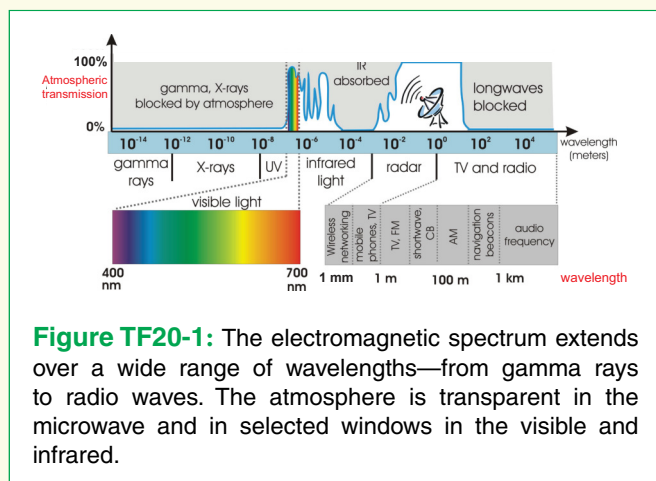 100%
Atmospheric
transmission
0%
gamma, X-rays
blocked by atmosphere
IR
absorbed
longwaves
blocked
10⁻¹⁴ 10⁻¹² 10⁻¹⁰ 10⁻⁸ 10⁻⁶ 10⁻⁴ 10⁻² 10⁰ 10² 10⁴
wavelength
(meters)
gamma
rays
X-rays
UV
infrared
light
radar
TV and radio
visible light
400
nm
700
nm
Wireless
networking
mobile
phones, TV
TV, FM
shortwave,
CB
AM
navigation
beacons
audio
frequency
1 mm 1 m 100 m 1 km wavelength
Figure TF20-1: The electromagnetic spectrum extends
over a wide range of wavelengths—from gamma rays
to radio waves. The atmosphere is transparent in the
microwave and in selected windows in the visible and
infrared.